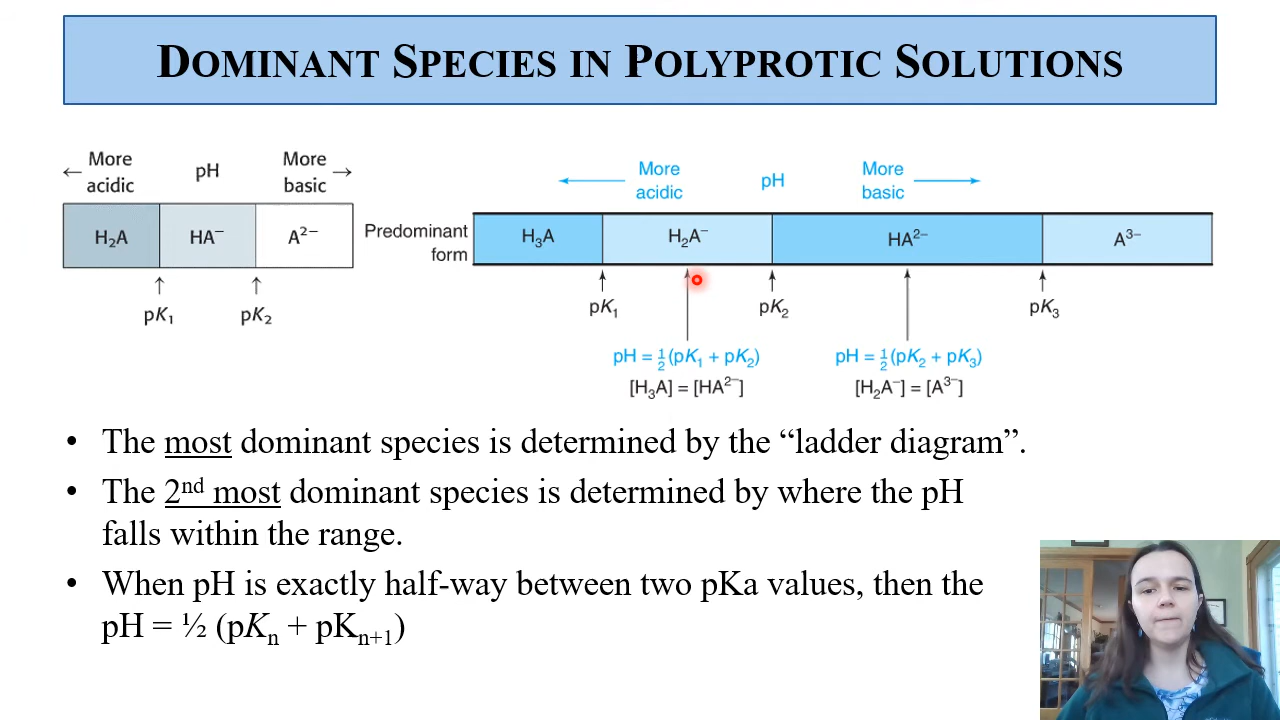 DOMINANT SPECIES IN POLYPROTIC SOLUTIONS
← More acidic pH More basic →
H₂A HA⁻ A²⁻
pK₁ pK₂
More acidic pH More basic
Predominant form H₃A H₂A⁻ HA²⁻ A³⁻
pK₁ pK₂ pK₃
pH = ½(pK₁ + pK₂) pH = ½(pK₂ + pK₃)
[H₃A] = [HA²⁻] [H₂A⁻] = [A³⁻]
• The most dominant species is determined by the “ladder diagram”.
• The 2nd most dominant species is determined by where the pH
falls within the range.
• When pH is exactly half-way between two pKa values, then the
pH = ½ (pKₙ + pKₙ₊₁)